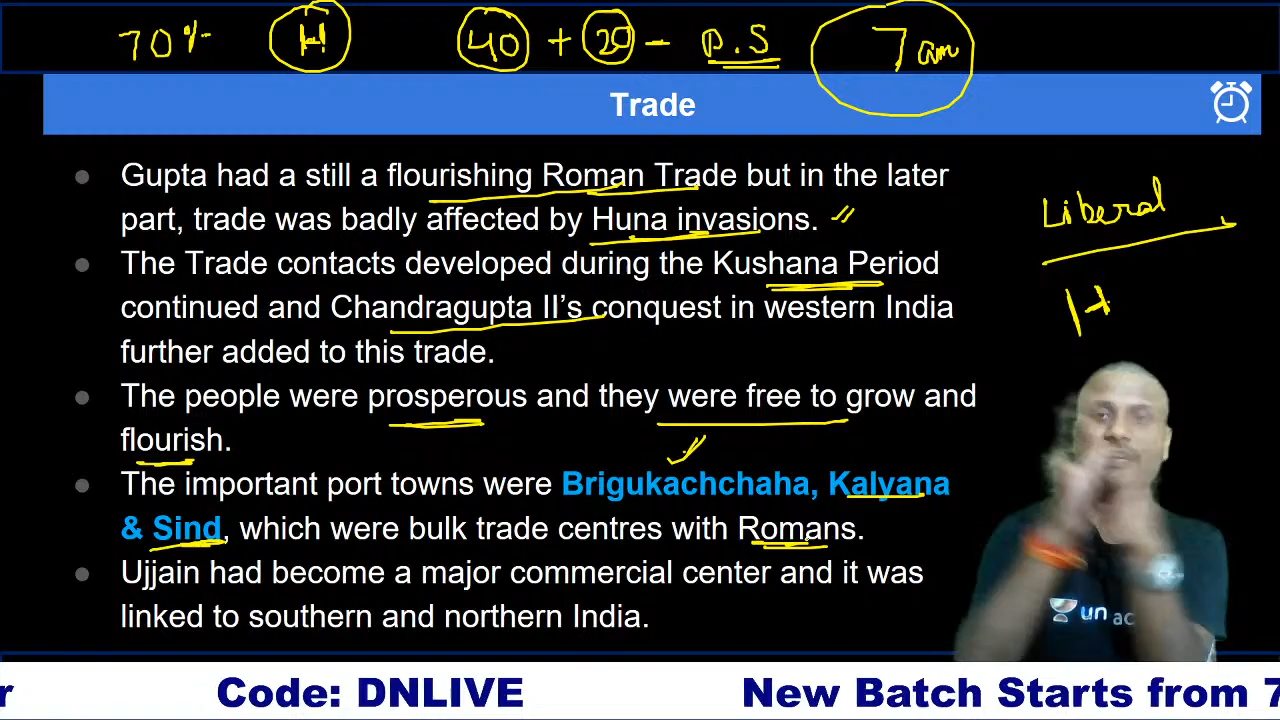 70% H 40 + 20 - P.S 7am
Trade
Gupta had a still a flourishing Roman Trade but in the later
part, trade was badly affected by Huna invasions.
The Trade contacts developed during the Kushana Period
continued and Chandragupta II's conquest in western India
further added to this trade.
The people were prosperous and they were free to grow and
flourish.
The important port towns were Brigukachchaha, Kalyana
& Sind, which were bulk trade centres with Romans.
Ujjain had become a major commercial center and it was
linked to southern and northern India.
Liberal
unac
r Code: DNLIVE New Batch Starts from 7